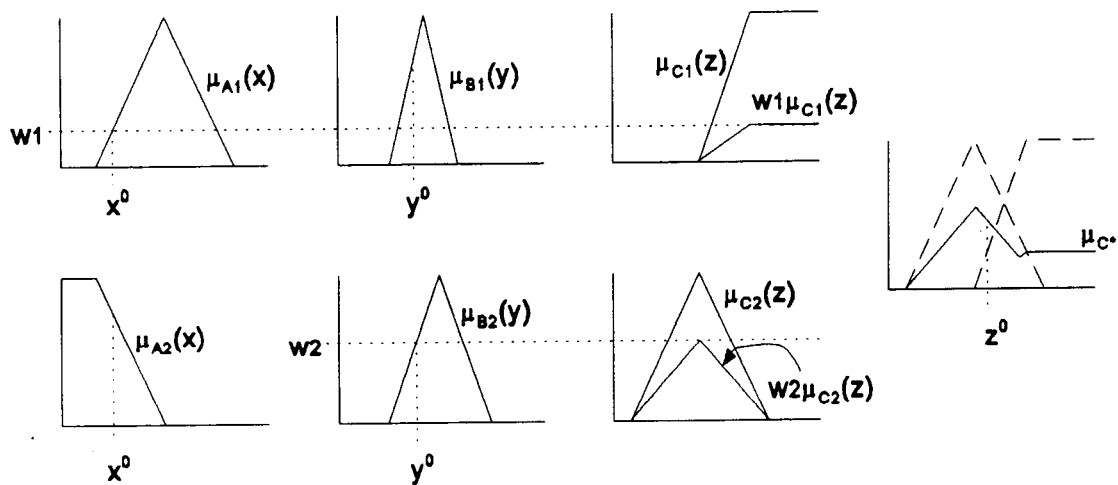 μA1(x)
μB1(y)
μC1(z)
w1μC1(z)
w1
x⁰
y⁰
μC*
z⁰
μA2(x)
w2
μB2(y)
μC2(z)
w2μC2(z)
x⁰
y⁰